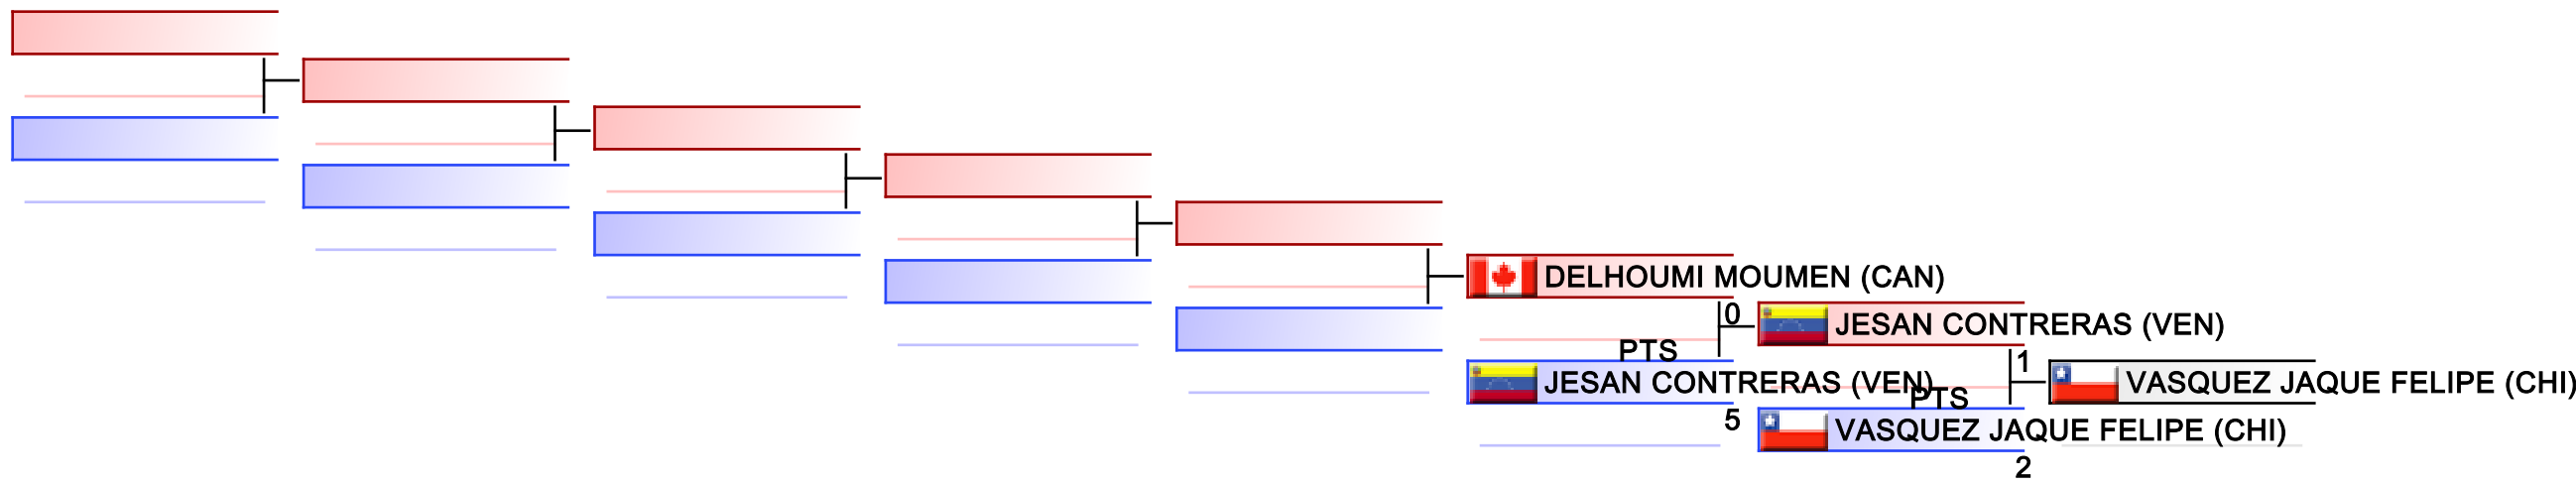 DELHOUMI MOUMEN (CAN)
0
PTS
JESAN CONTRERAS (VEN)
5
JESAN CONTRERAS (VEN)
1
PTS
VASQUEZ JAQUE FELIPE (CHI)
2
VASQUEZ JAQUE FELIPE (CHI)